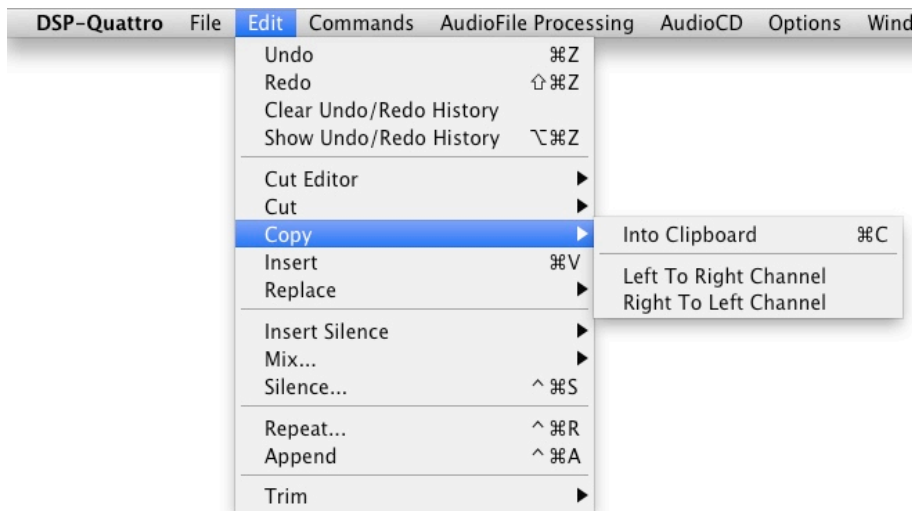 DSP-Quattro File Edit Commands AudioFile Processing AudioCD Options Wind
Undo ⌘Z
Redo ⇧⌘Z
Clear Undo/Redo History
Show Undo/Redo History ⌥⌘Z
Cut Editor
Cut
Copy
Into Clipboard ⌘C
Left To Right Channel
Right To Left Channel
Insert ⌘V
Replace
Insert Silence
Mix...
Silence... ^⌘S
Repeat... ^⌘R
Append ^⌘A
Trim